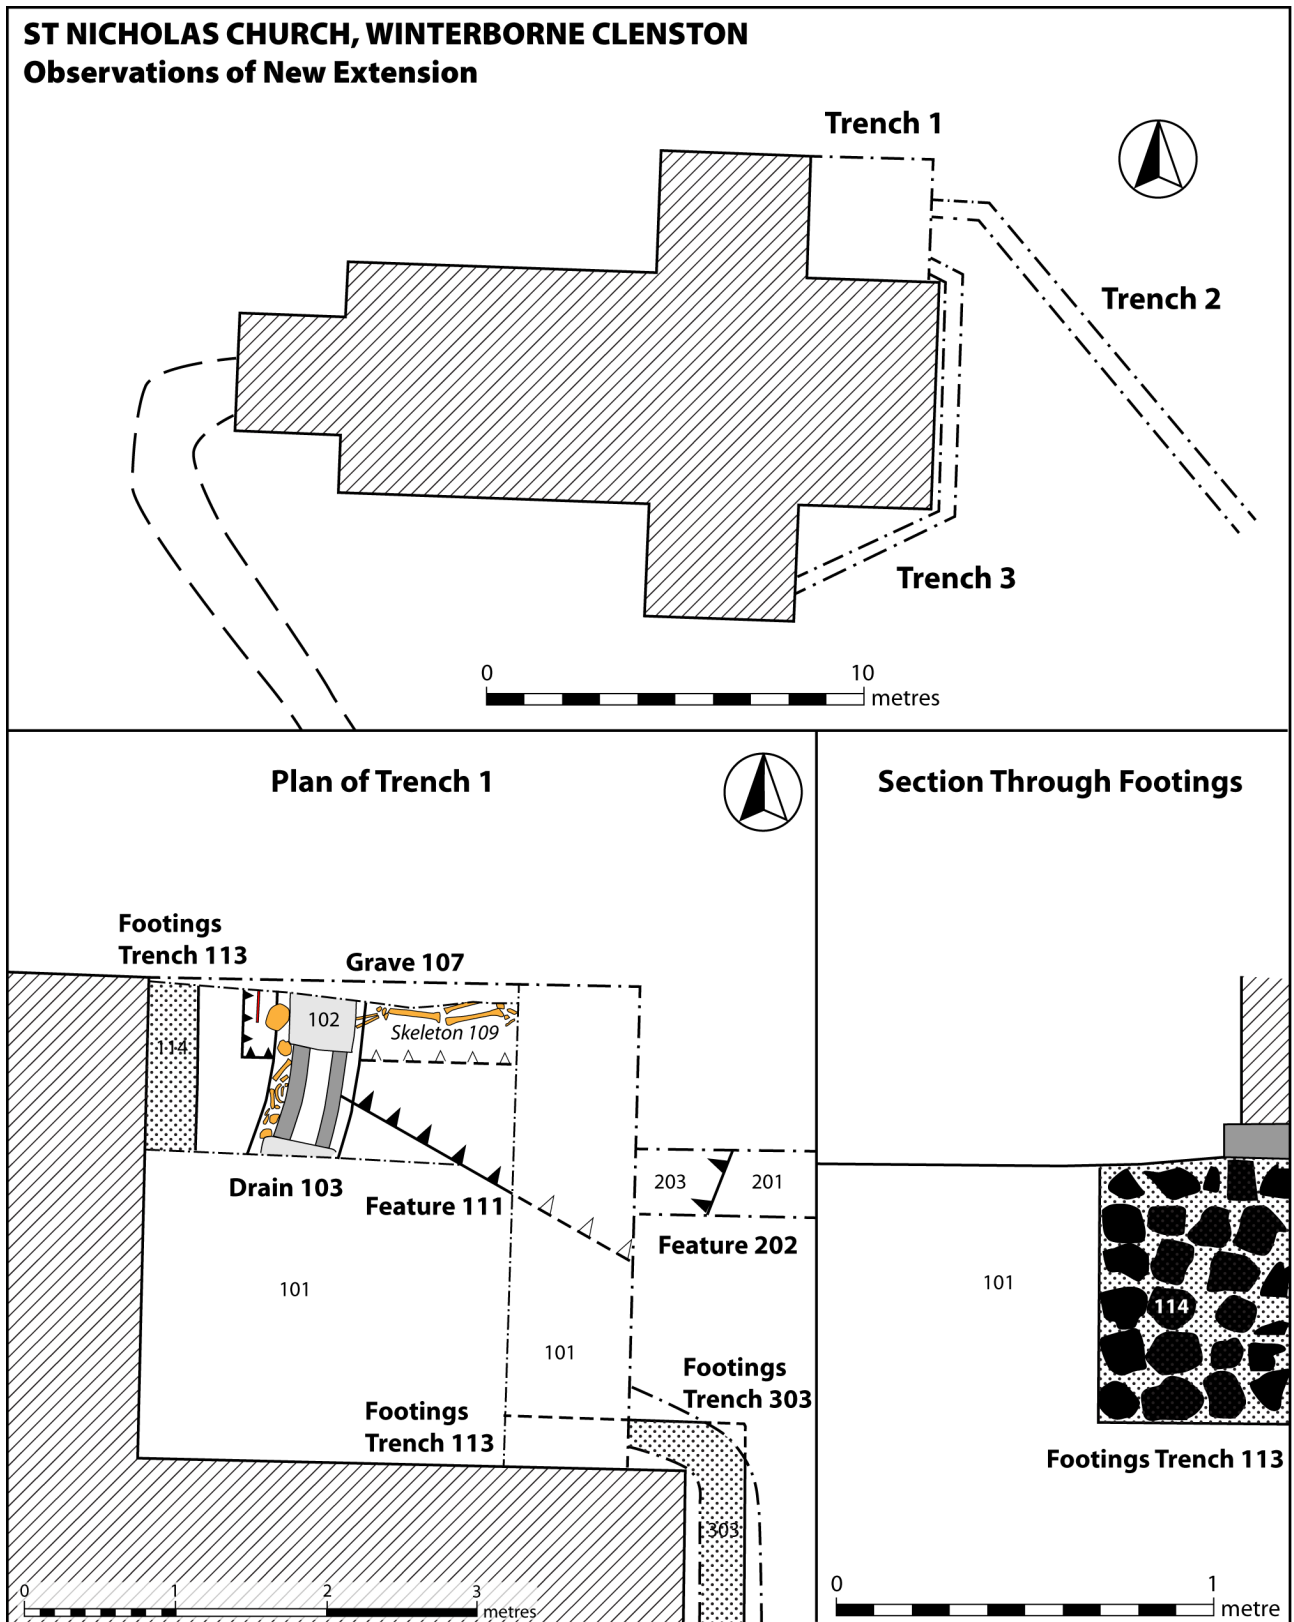 ST NICHOLAS CHURCH, WINTERBORNE CLENSTON
Observations of New Extension
Trench 1
Trench 2
Trench 3
0 10
metres
Plan of Trench 1
Footings
Trench 113
Grave 107
102
Skeleton 109
114
Drain 103
Feature 111
203 201
Feature 202
101
101
Footings
Trench 303
Footings
Trench 113
303
0 1 2 3
metres
Section Through Footings
101
114
Footings Trench 113
0 1
metre